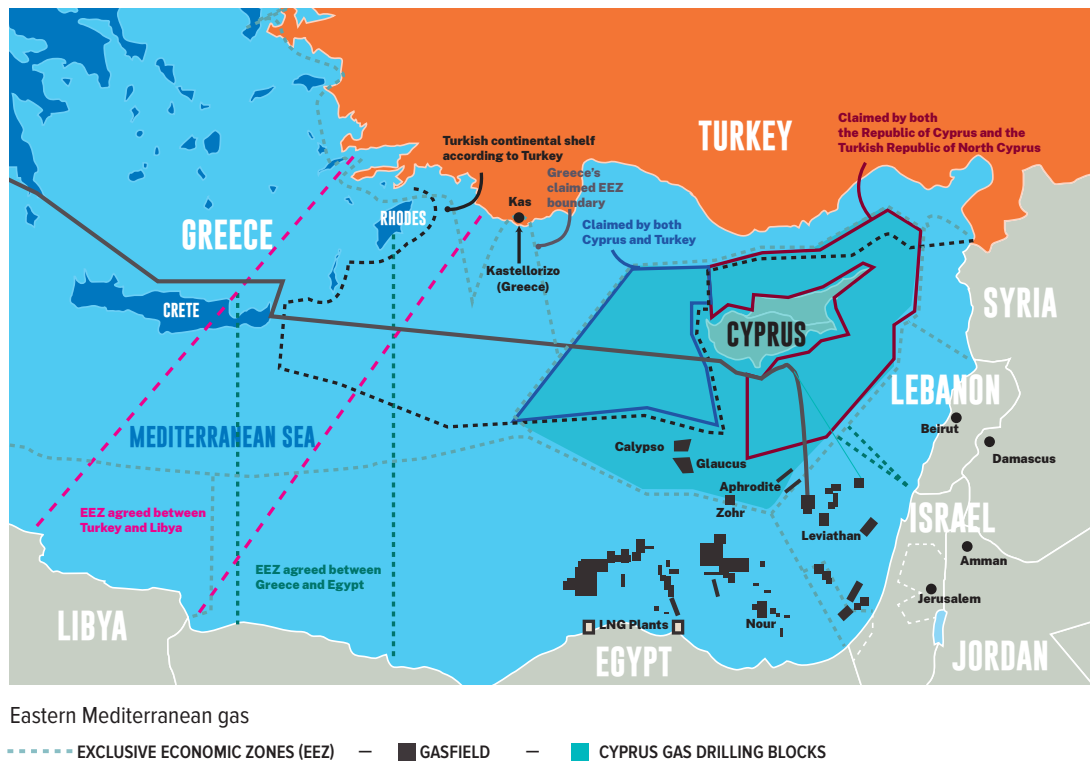 TURKEY
Claimed by both
the Republic of Cyprus and the
Turkish Republic of North Cyprus
Turkish continental shelf
according to Turkey
Greece's
claimed EEZ
boundary
Kas
RHODES
GREECE
Claimed by both
Cyprus and Turkey
Kastellorizo
(Greece)
SYRIA
CRETE
CYPRUS
LEBANON
Beirut
MEDITERRANEAN SEA
Damascus
Calypso
Glaucus
Aphrodite
Zohr
EEZ agreed between
Turkey and Libya
ISRAEL
Leviathan
Amman
EEZ agreed between
Greece and Egypt
Jerusalem
LIBYA
LNG Plants
Nour
EGYPT
JORDAN
Eastern Mediterranean gas
EXCLUSIVE ECONOMIC ZONES (EEZ) – GASFIELD – CYPRUS GAS DRILLING BLOCKS